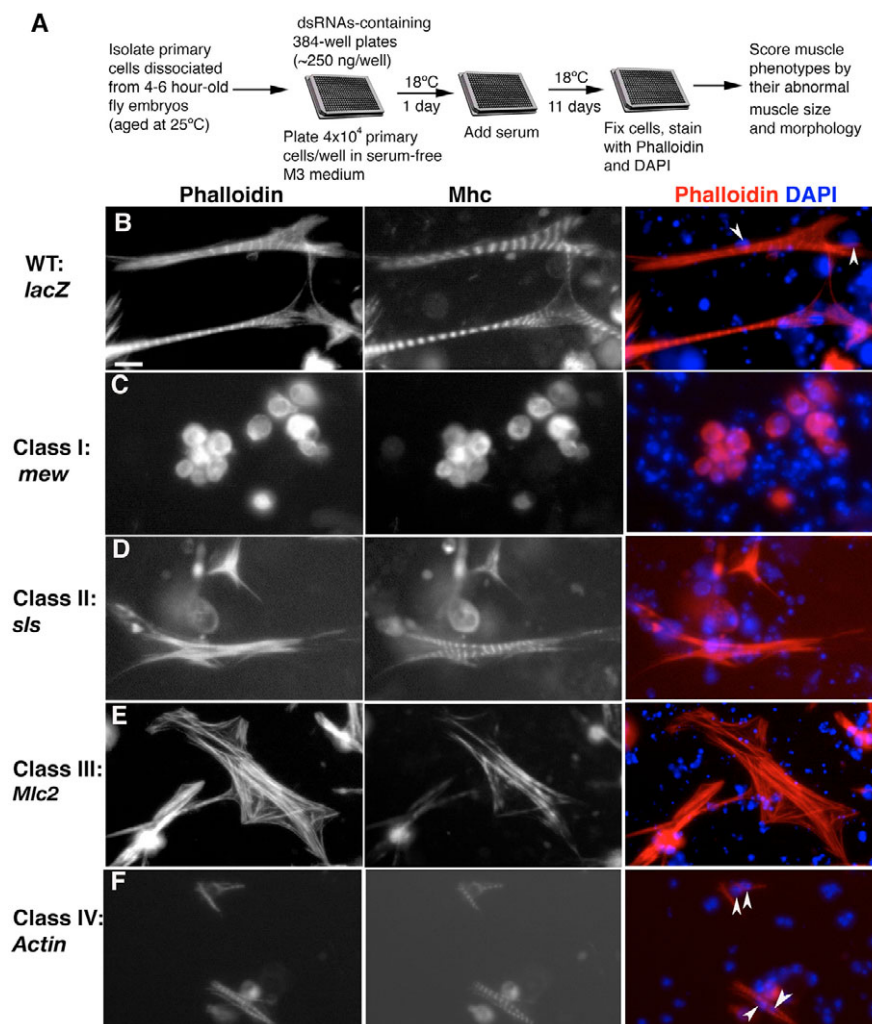 A
Isolate primary
cells dissociated
from 4-6 hour-old
fly embryos
(aged at 25ºC)
dsRNAs-containing
384-well plates
(~250 ng/well)
Plate 4x10⁴ primary
cells/well in serum-free
M3 medium
18ºC
1 day
Add serum
18ºC
11 days
Fix cells, stain
with Phalloidin
and DAPI
Score muscle
phenotypes by
their abnormal
muscle size
and morphology
Phalloidin
Mhc
Phalloidin DAPI
B
WT:
lacZ
C
Class I:
mew
D
Class II:
sls
E
Class III:
Mlc2
F
Class IV:
Actin